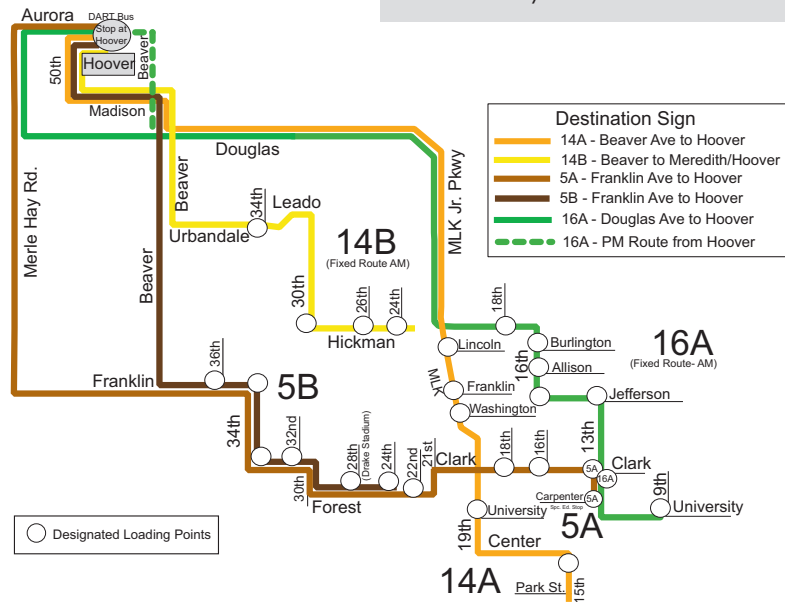 Aurora
DART Bus
Stop at
Hoover
Hoover
Beaver
50th
Madison
Douglas
Merle Hay Rd.
Beaver
Beaver
Urbandale
34th
Leado
14B
(Fixed Route AM)
30th
26th
24th
Hickman
MLK Jr. Pkwy
Destination Sign
14A - Beaver Ave to Hoover
14B - Beaver to Meredith/Hoover
5A - Franklin Ave to Hoover
5B - Franklin Ave to Hoover
16A - Douglas Ave to Hoover
16A - PM Route from Hoover
18th
Lincoln
Burlington
16A
(Fixed Route- AM)
16th
Allison
MLK
Franklin
Jefferson
Washington
Franklin
36th
5B
34th
32nd
30th
28th
(Drake Stadium)
24th
22nd
21st
Forest
Clark
18th
16th
13th
5A
Clark
16A
Carpenter
Spc. Ed. Stop
5A
5A
9th
University
University
19th
Center
14A
Park St.
15th
Designated Loading Points